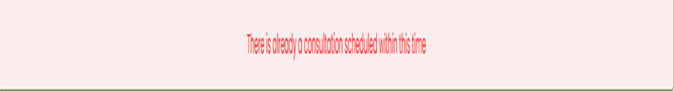 There is already a consultation scheduled within this time